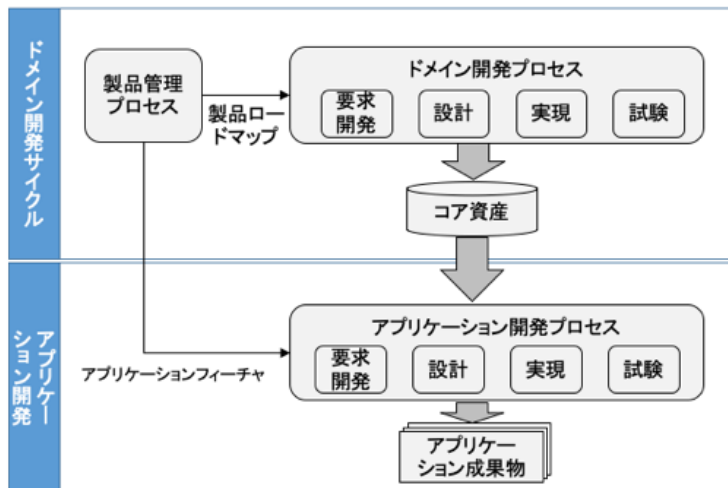 ドメイン開発サイクル
製品管理
プロセス
製品ロー
ドマップ
ドメイン開発プロセス
要求
開発
設計
実現
試験
コア資産
アプリケー
ション開発
アプリケーションフィーチャ
アプリケーション開発プロセス
要求
開発
設計
実現
試験
アプリケー
ション成果物